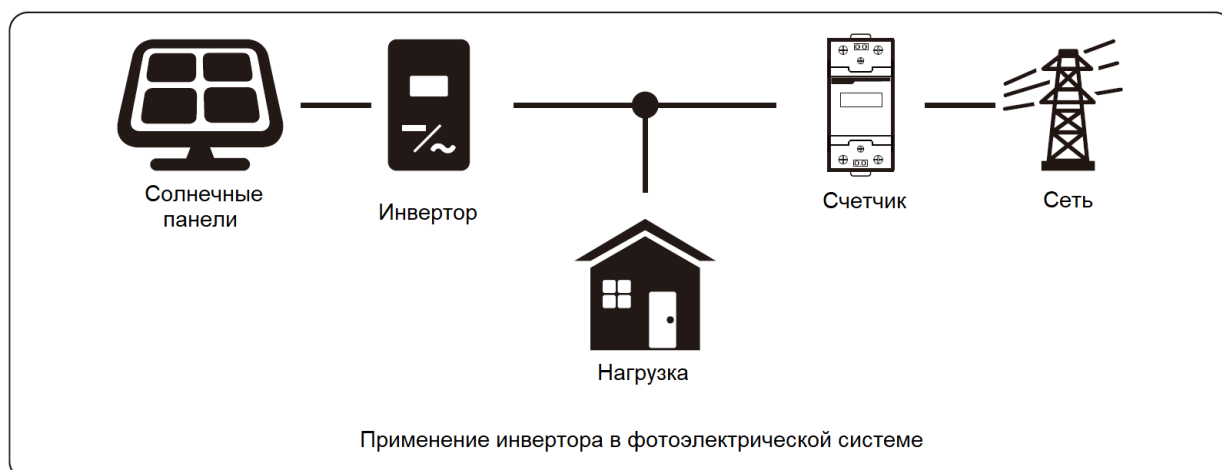 Солнечные
панели
Инвертор
Счетчик
Сеть
Нагрузка
Применение инвертора в фотоэлектрической системе